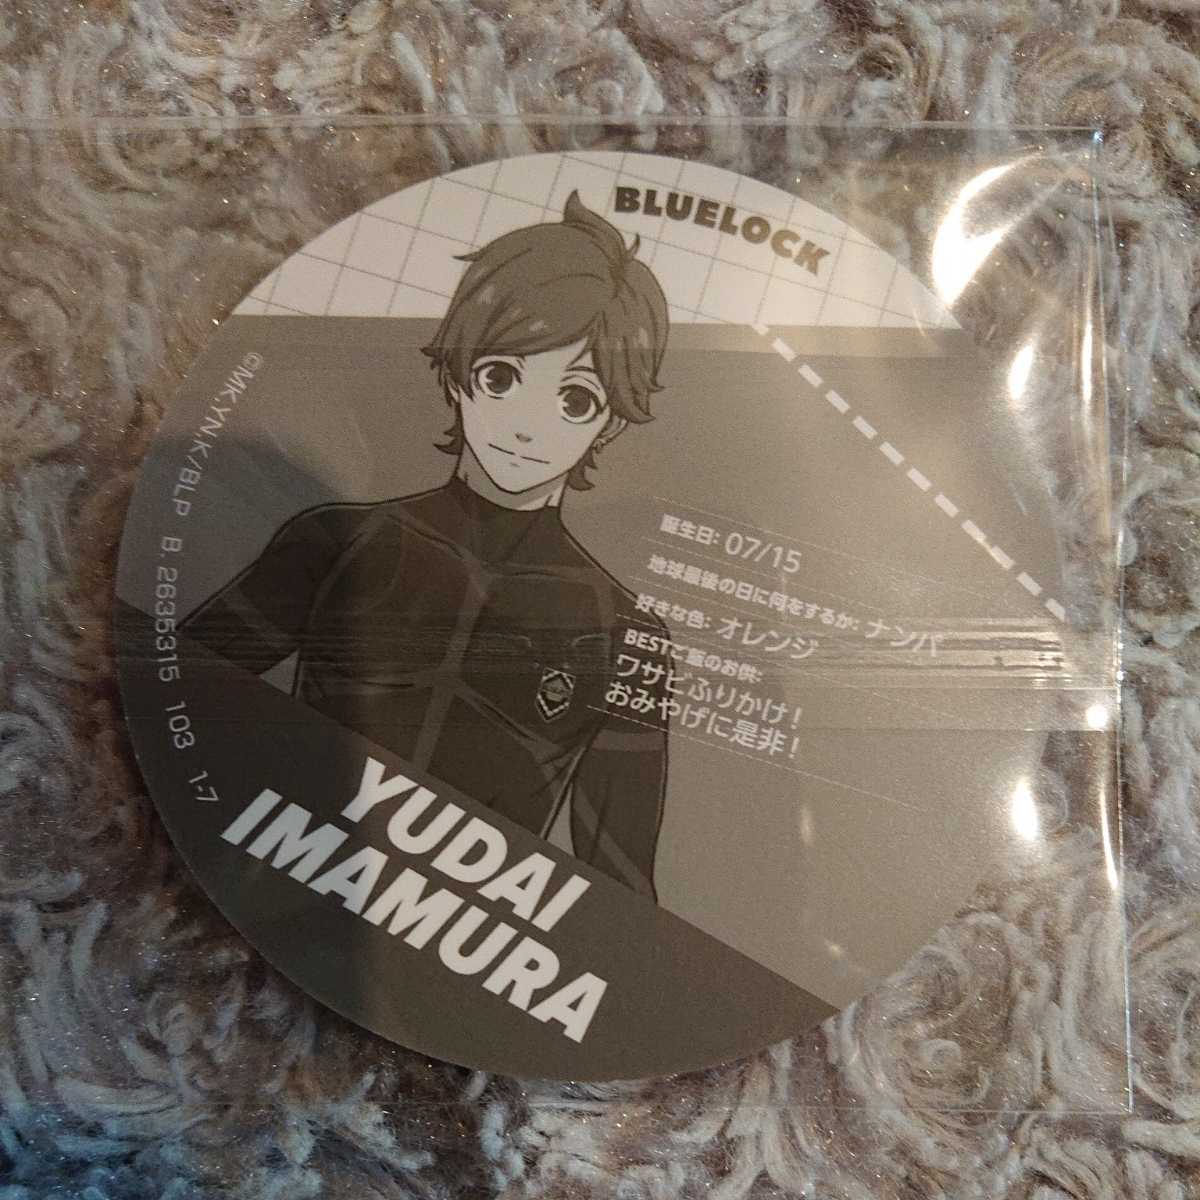 BLUELOCK
©MK.YN.K/BLP B.2635315 103 1:7
誕生日: 07/15
地球最後の日に何をするか: ナンパ
好きな色: オレンジ
BESTご飯のお供:
ワサビふりかけ!
おみやげに是非!
YUDAI
IMAMURA